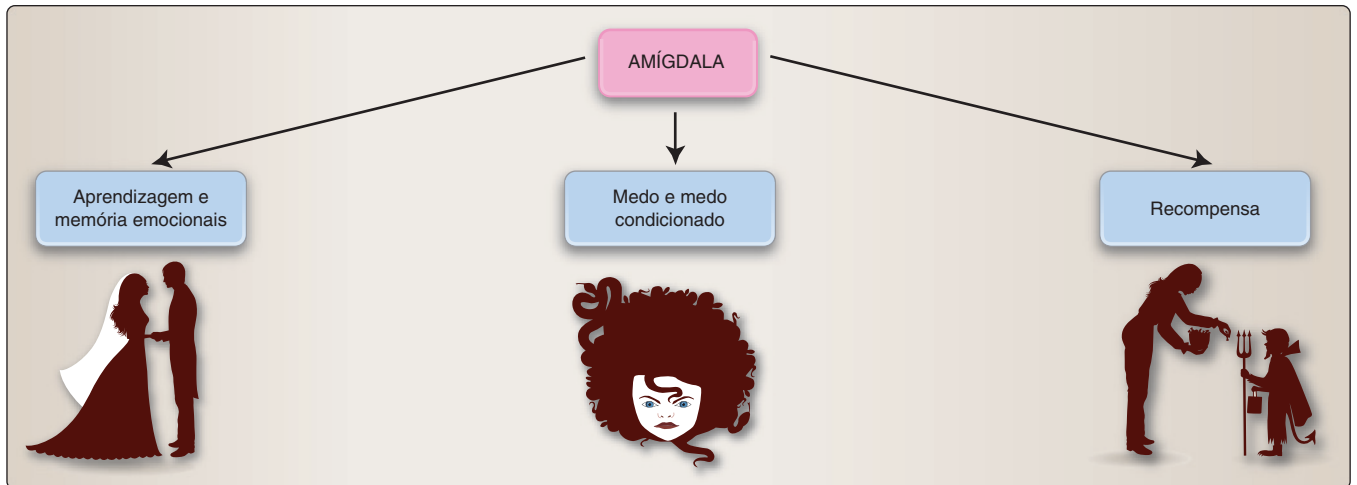 AMÍGDALA
Aprendizagem e
memória emocionais
Medo e medo
condicionado
Recompensa